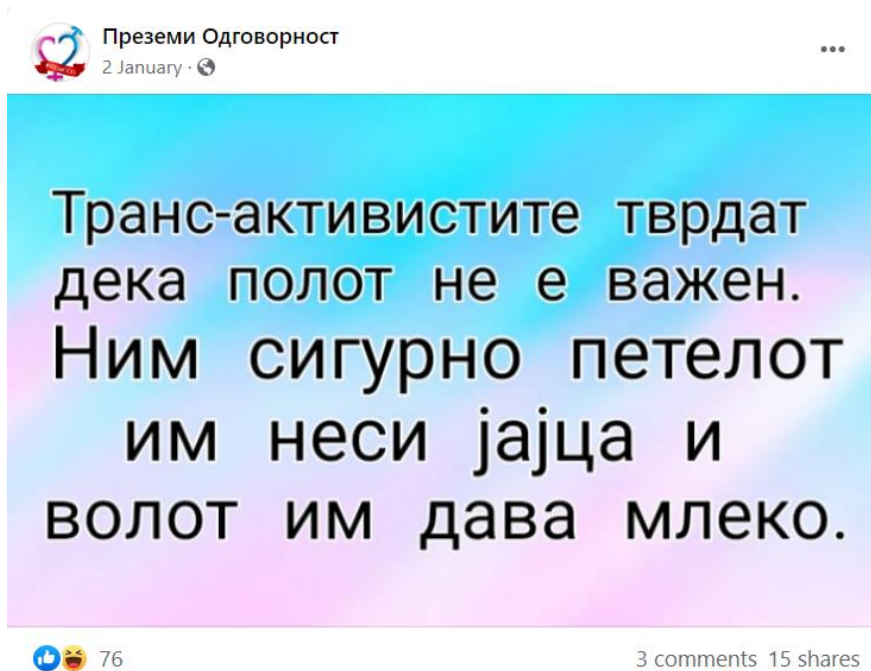 Преземи Одговорност
2 January
Транс-активистите тврдат
дека полот не е важен.
Ним сигурно петелот
им неси јајца и
волот им дава млеко.
76
3 comments 15 shares